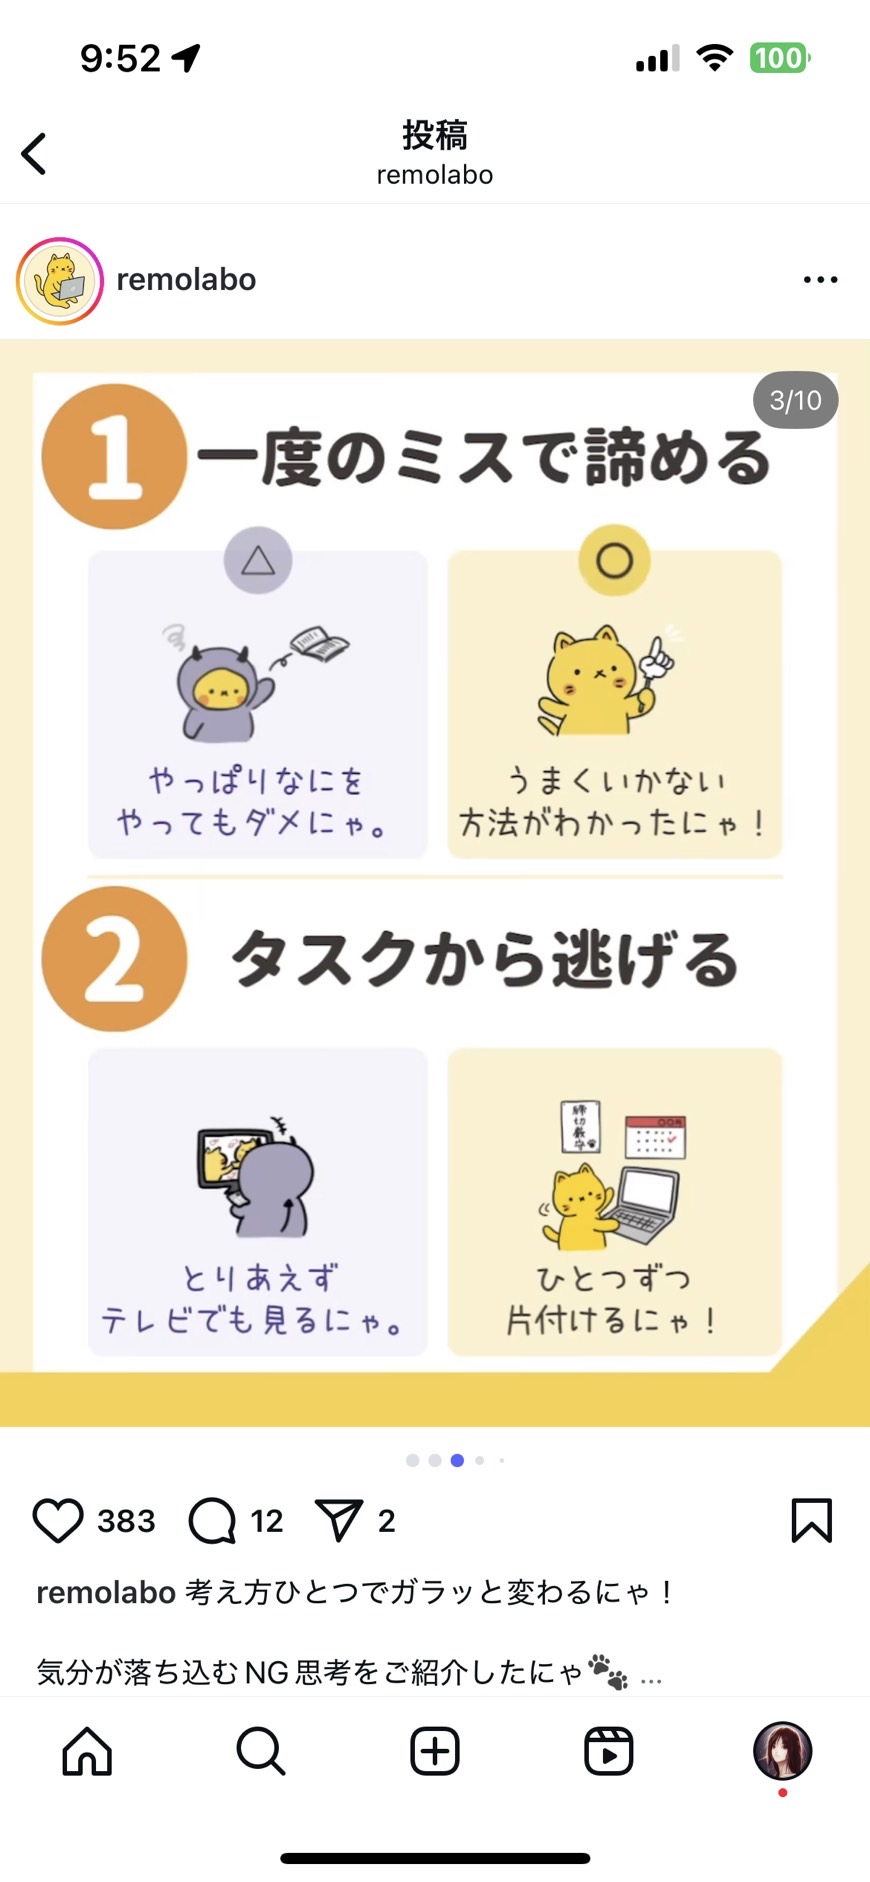 9:52
100
投稿
remolabo
remolabo
3/10
1 一度のミスで諦める
△
○
やっぱりなにを
やってもダメにゃ。
うまくいかない
方法がわかったにゃ！
2 タスクから逃げる
締切厳守
とりあえず
テレビでも見るにゃ。
ひとつずつ
片付けるにゃ！
383
12
2
remolabo 考え方ひとつでガラッと変わるにゃ！
気分が落ち込むNG思考をご紹介したにゃ🐾 ...